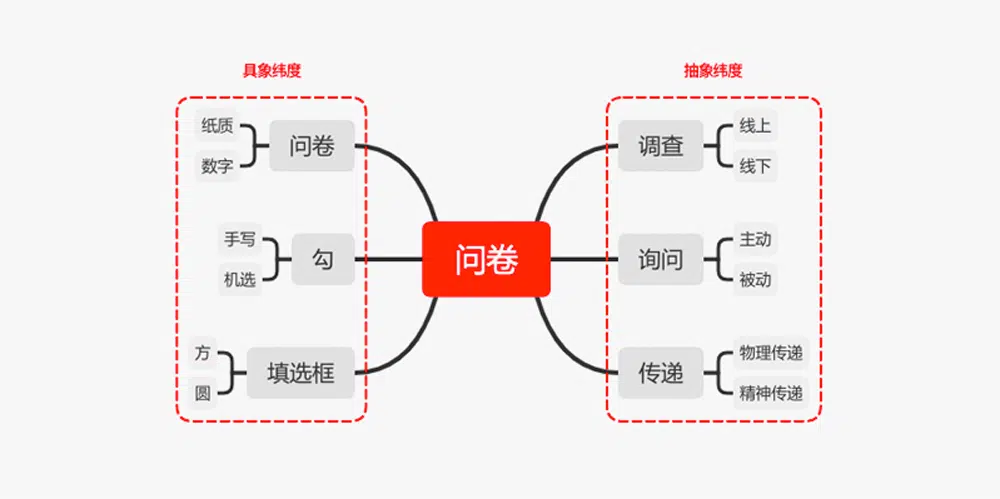 具象纬度
抽象纬度
纸质
数字
问卷
手写
机选
勾
方
圆
填选框
问卷
调查
线上
线下
询问
主动
被动
传递
物理传递
精神传递